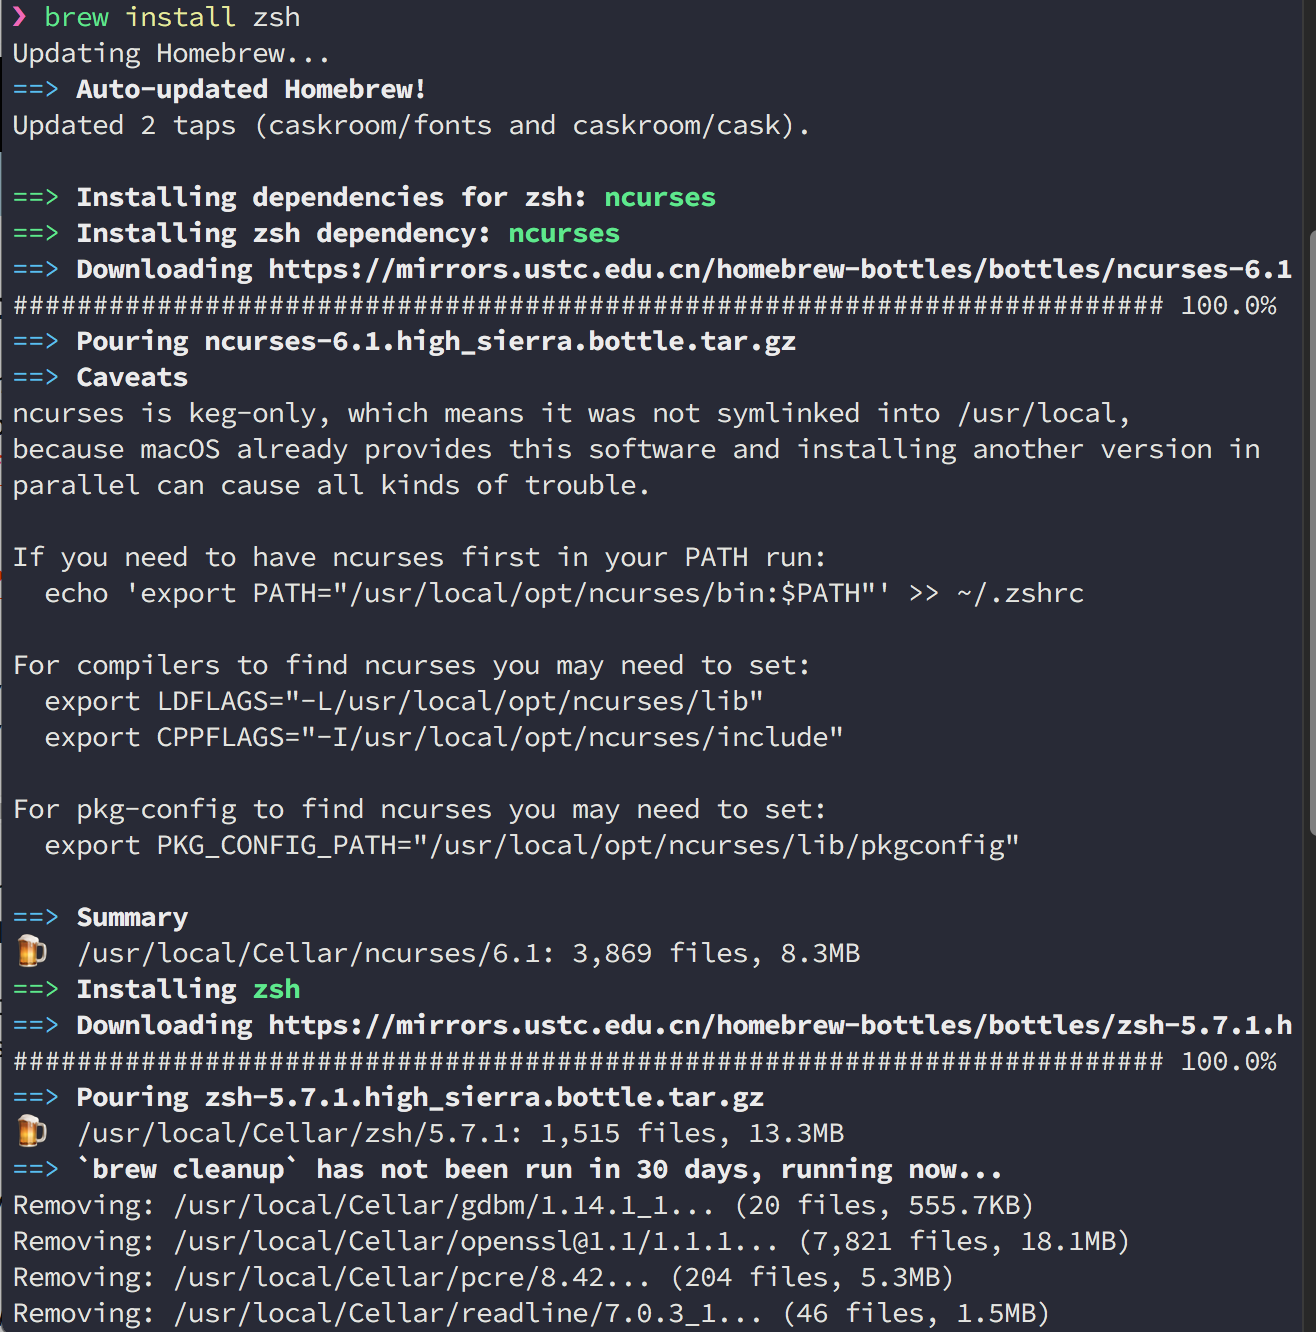 ❯ brew install zsh
Updating Homebrew...
==> Auto-updated Homebrew!
Updated 2 taps (caskroom/fonts and caskroom/cask).

==> Installing dependencies for zsh: ncurses
==> Installing zsh dependency: ncurses
==> Downloading https://mirrors.ustc.edu.cn/homebrew-bottles/bottles/ncurses-6.1
######################################################################## 100.0%
==> Pouring ncurses-6.1.high_sierra.bottle.tar.gz
==> Caveats
ncurses is keg-only, which means it was not symlinked into /usr/local,
because macOS already provides this software and installing another version in
parallel can cause all kinds of trouble.

If you need to have ncurses first in your PATH run:
  echo 'export PATH="/usr/local/opt/ncurses/bin:$PATH"' >> ~/.zshrc

For compilers to find ncurses you may need to set:
  export LDFLAGS="-L/usr/local/opt/ncurses/lib"
  export CPPFLAGS="-I/usr/local/opt/ncurses/include"

For pkg-config to find ncurses you may need to set:
  export PKG_CONFIG_PATH="/usr/local/opt/ncurses/lib/pkgconfig"

==> Summary
🍺  /usr/local/Cellar/ncurses/6.1: 3,869 files, 8.3MB
==> Installing zsh
==> Downloading https://mirrors.ustc.edu.cn/homebrew-bottles/bottles/zsh-5.7.1.h
######################################################################## 100.0%
==> Pouring zsh-5.7.1.high_sierra.bottle.tar.gz
🍺  /usr/local/Cellar/zsh/5.7.1: 1,515 files, 13.3MB
==> `brew cleanup` has not been run in 30 days, running now...
Removing: /usr/local/Cellar/gdbm/1.14.1_1... (20 files, 555.7KB)
Removing: /usr/local/Cellar/openssl@1.1/1.1.1... (7,821 files, 18.1MB)
Removing: /usr/local/Cellar/pcre/8.42... (204 files, 5.3MB)
Removing: /usr/local/Cellar/readline/7.0.3_1... (46 files, 1.5MB)